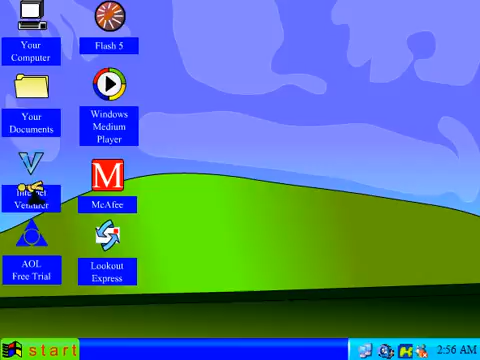 Your
Computer
Flash 5
Your
Documents
Windows
Medium
Player
Internet
Venturer
M
McAfee
AOL
Free Trial
Lookout
Express
start
2:56 AM